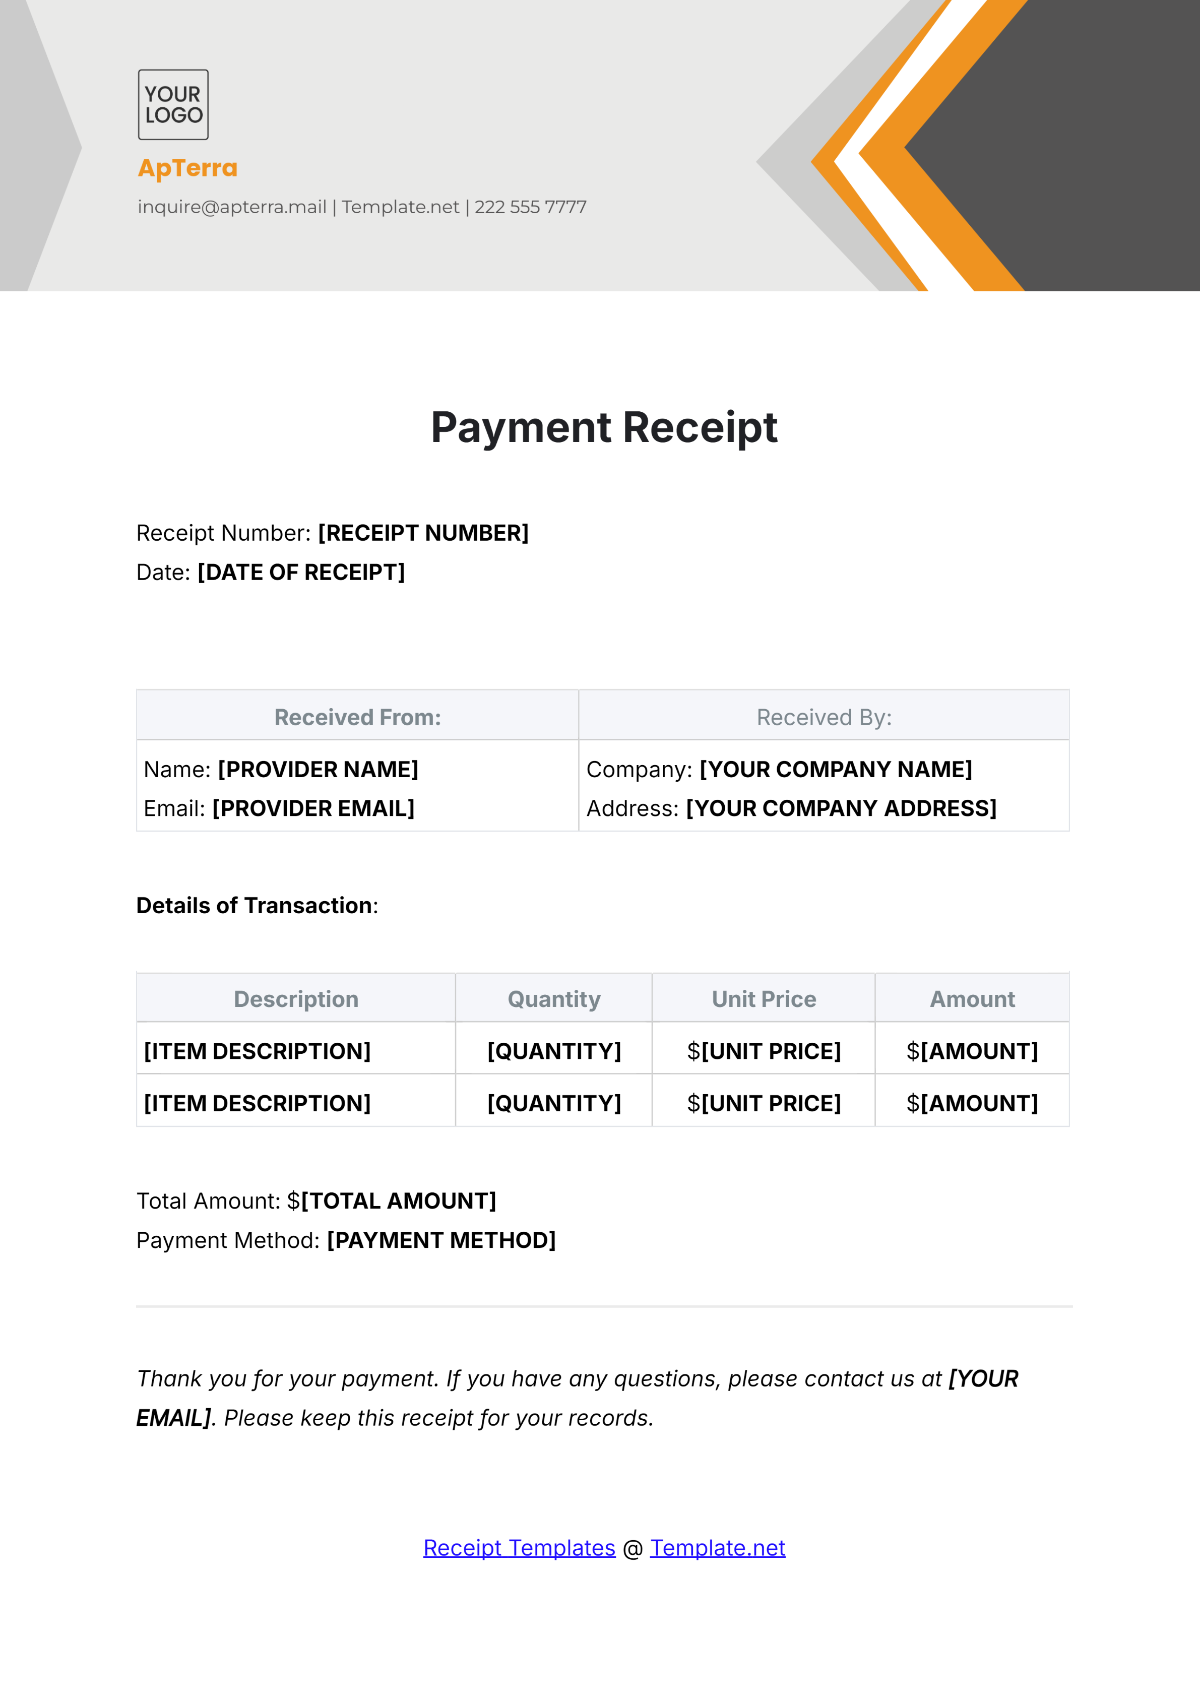 YOUR
LOGO
ApTerra
inquire@apterra.mail | Template.net | 222 555 7777
Payment Receipt
Receipt Number: [RECEIPT NUMBER]
Date: [DATE OF RECEIPT]
Received From: Received By:
Name: [PROVIDER NAME] Company: [YOUR COMPANY NAME]
Email: [PROVIDER EMAIL] Address: [YOUR COMPANY ADDRESS]
Details of Transaction:
Description Quantity Unit Price Amount
[ITEM DESCRIPTION] [QUANTITY] $[UNIT PRICE] $[AMOUNT]
[ITEM DESCRIPTION] [QUANTITY] $[UNIT PRICE] $[AMOUNT]
Total Amount: $[TOTAL AMOUNT]
Payment Method: [PAYMENT METHOD]
Thank you for your payment. If you have any questions, please contact us at [YOUR
EMAIL]. Please keep this receipt for your records.
Receipt Templates @ Template.net